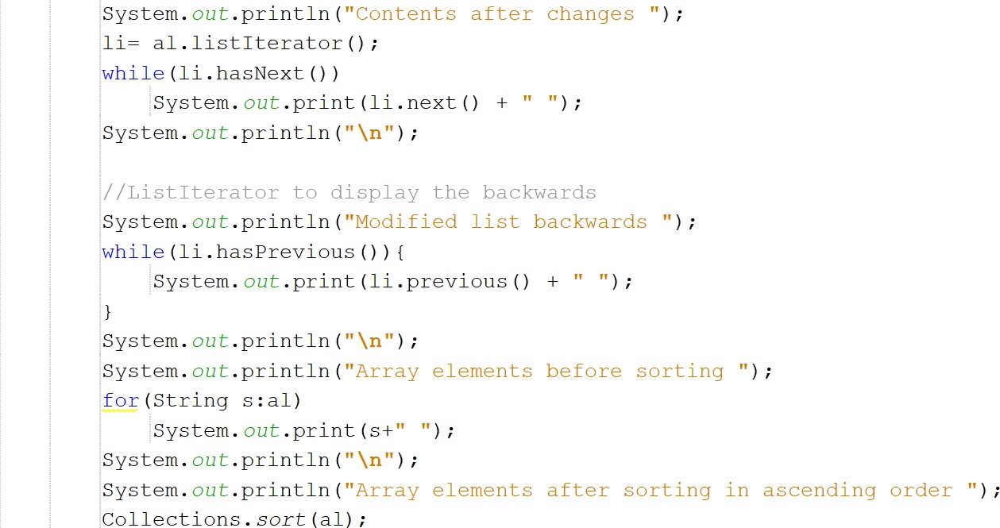 System.out.println("Contents after changes ");
li= al.listIterator();
while(li.hasNext())
System.out.print(li.next() + " ");
System.out.println("\n");
//ListIterator to display the backwards
System.out.println("Modified list backwards ");
while(li.hasPrevious()){
System.out.print(li.previous() + " ");
}
System.out.println("\n");
System.out.println("Array elements before sorting ");
for(String s:al)
System.out.print(s+" ");
System.out.println("\n");
System.out.println("Array elements after sorting in ascending order ");
Collections.sort(al);